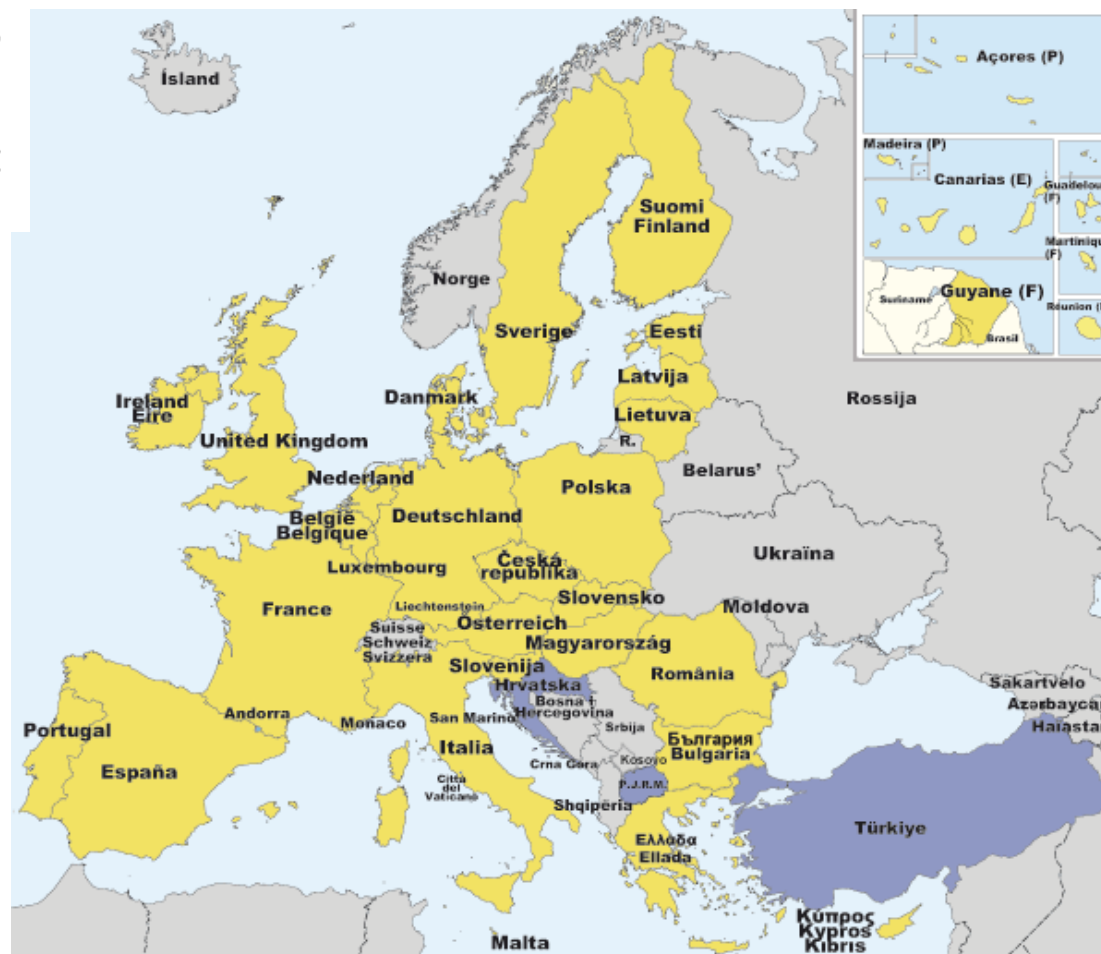 Ísland
Açores (P)
Madeira (P)
Canarias (E)
(F)
(F)
Guyane (F)
Suriname
Brasil
Suomi
Finland
Norge
Sverige
Eesti
Latvija
Lietuva
R.
Danmark
Rossija
Ireland
Éire
United Kingdom
Nederland
Belarus’
Polska
België
Belgique
Deutschland
Luxembourg
Česká
republika
Ukraïna
Slovensko
France
Liechtenstein
Österreich
Moldova
Suisse
Schweiz
Svizzera
Magyarország
Slovenija
România
Hrvatska
Bosna i
Hercegovina
Sakartvelo
Portugal
Andorra
Monaco
San Marino
Srbija
България
Bulgaria
España
Italia
Crna Gora
Kosovo
Città
del
Vaticano
P.J.R.M.
Shqipëria
Türkiye
Ελλαδα
Ellada
Malta
Κύπρος
Kypros
Kıbrıs